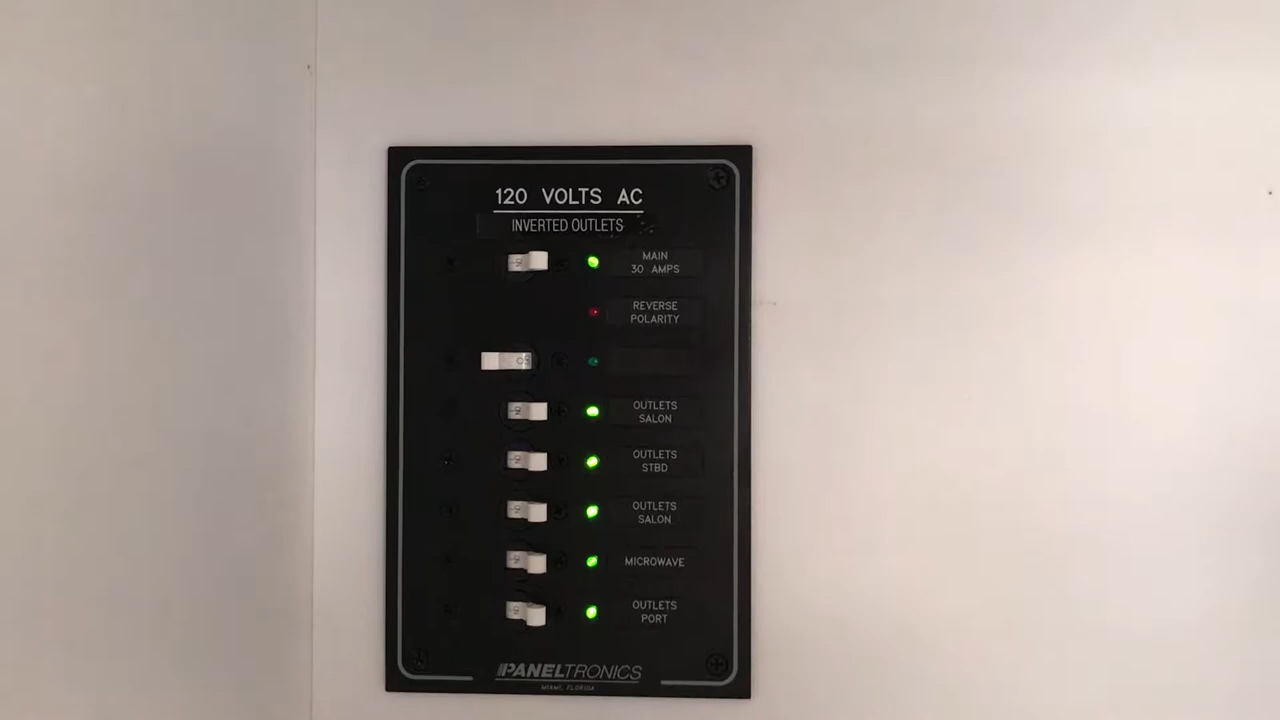 120 VOLTS AC
INVERTED OUTLETS
MAIN
30 AMPS
REVERSE
POLARITY
OUTLETS
SALON
OUTLETS
STBD
OUTLETS
SALON
MICROWAVE
OUTLETS
PORT
PANELTRONICS
MIAMI, FLORIDA